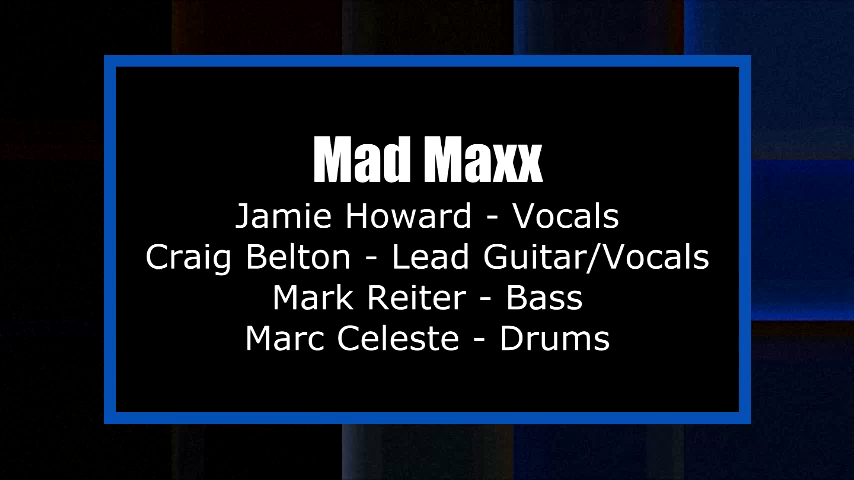 Mad Maxx
Jamie Howard - Vocals
Craig Belton - Lead Guitar/Vocals
Mark Reiter - Bass
Marc Celeste - Drums